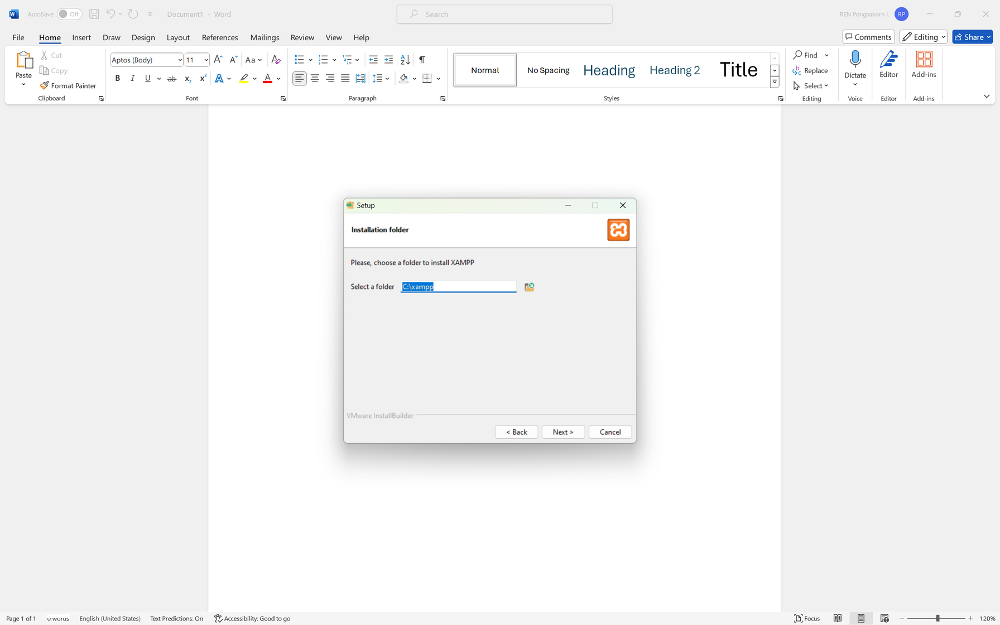 AutoSave Off Document1 - Word Search REN Pongsakorn I. RP
File Home Insert Draw Design Layout References Mailings Review View Help Comments Editing Share
Paste Cut Copy Format Painter
Clipboard
Aptos (Body) 11 Aa
B I U ab x₂ x² A A
Font
Paragraph
Normal No Spacing Heading Heading 2 Title
Styles
Find
Replace
Select
Editing
Dictate
Voice
Editor
Editor
Add-ins
Add-ins
Setup
Installation folder
Please, choose a folder to install XAMPP
Select a folder C:\xampp
VMware InstallBuilder
< Back Next > Cancel
Page 1 of 1 0 words English (United States) Text Predictions: On Accessibility: Good to go Focus 120%